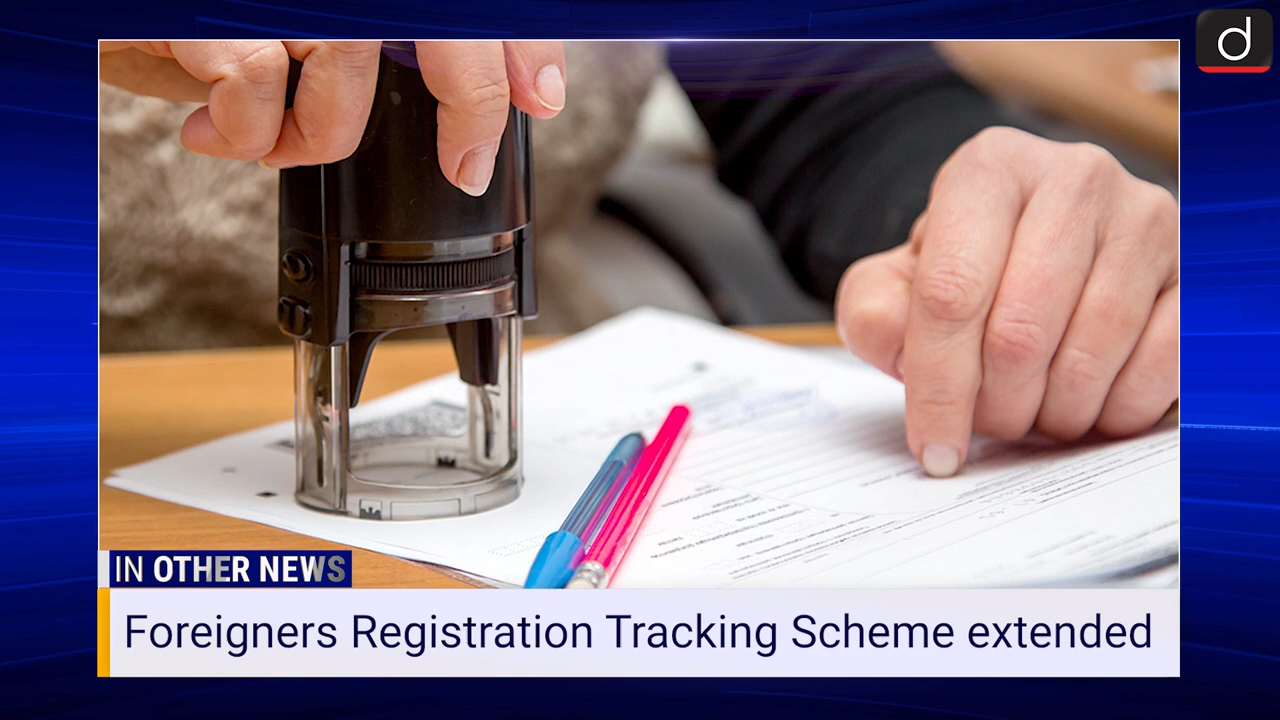 d
IN OTHER NEWS
Foreigners Registration Tracking Scheme extended